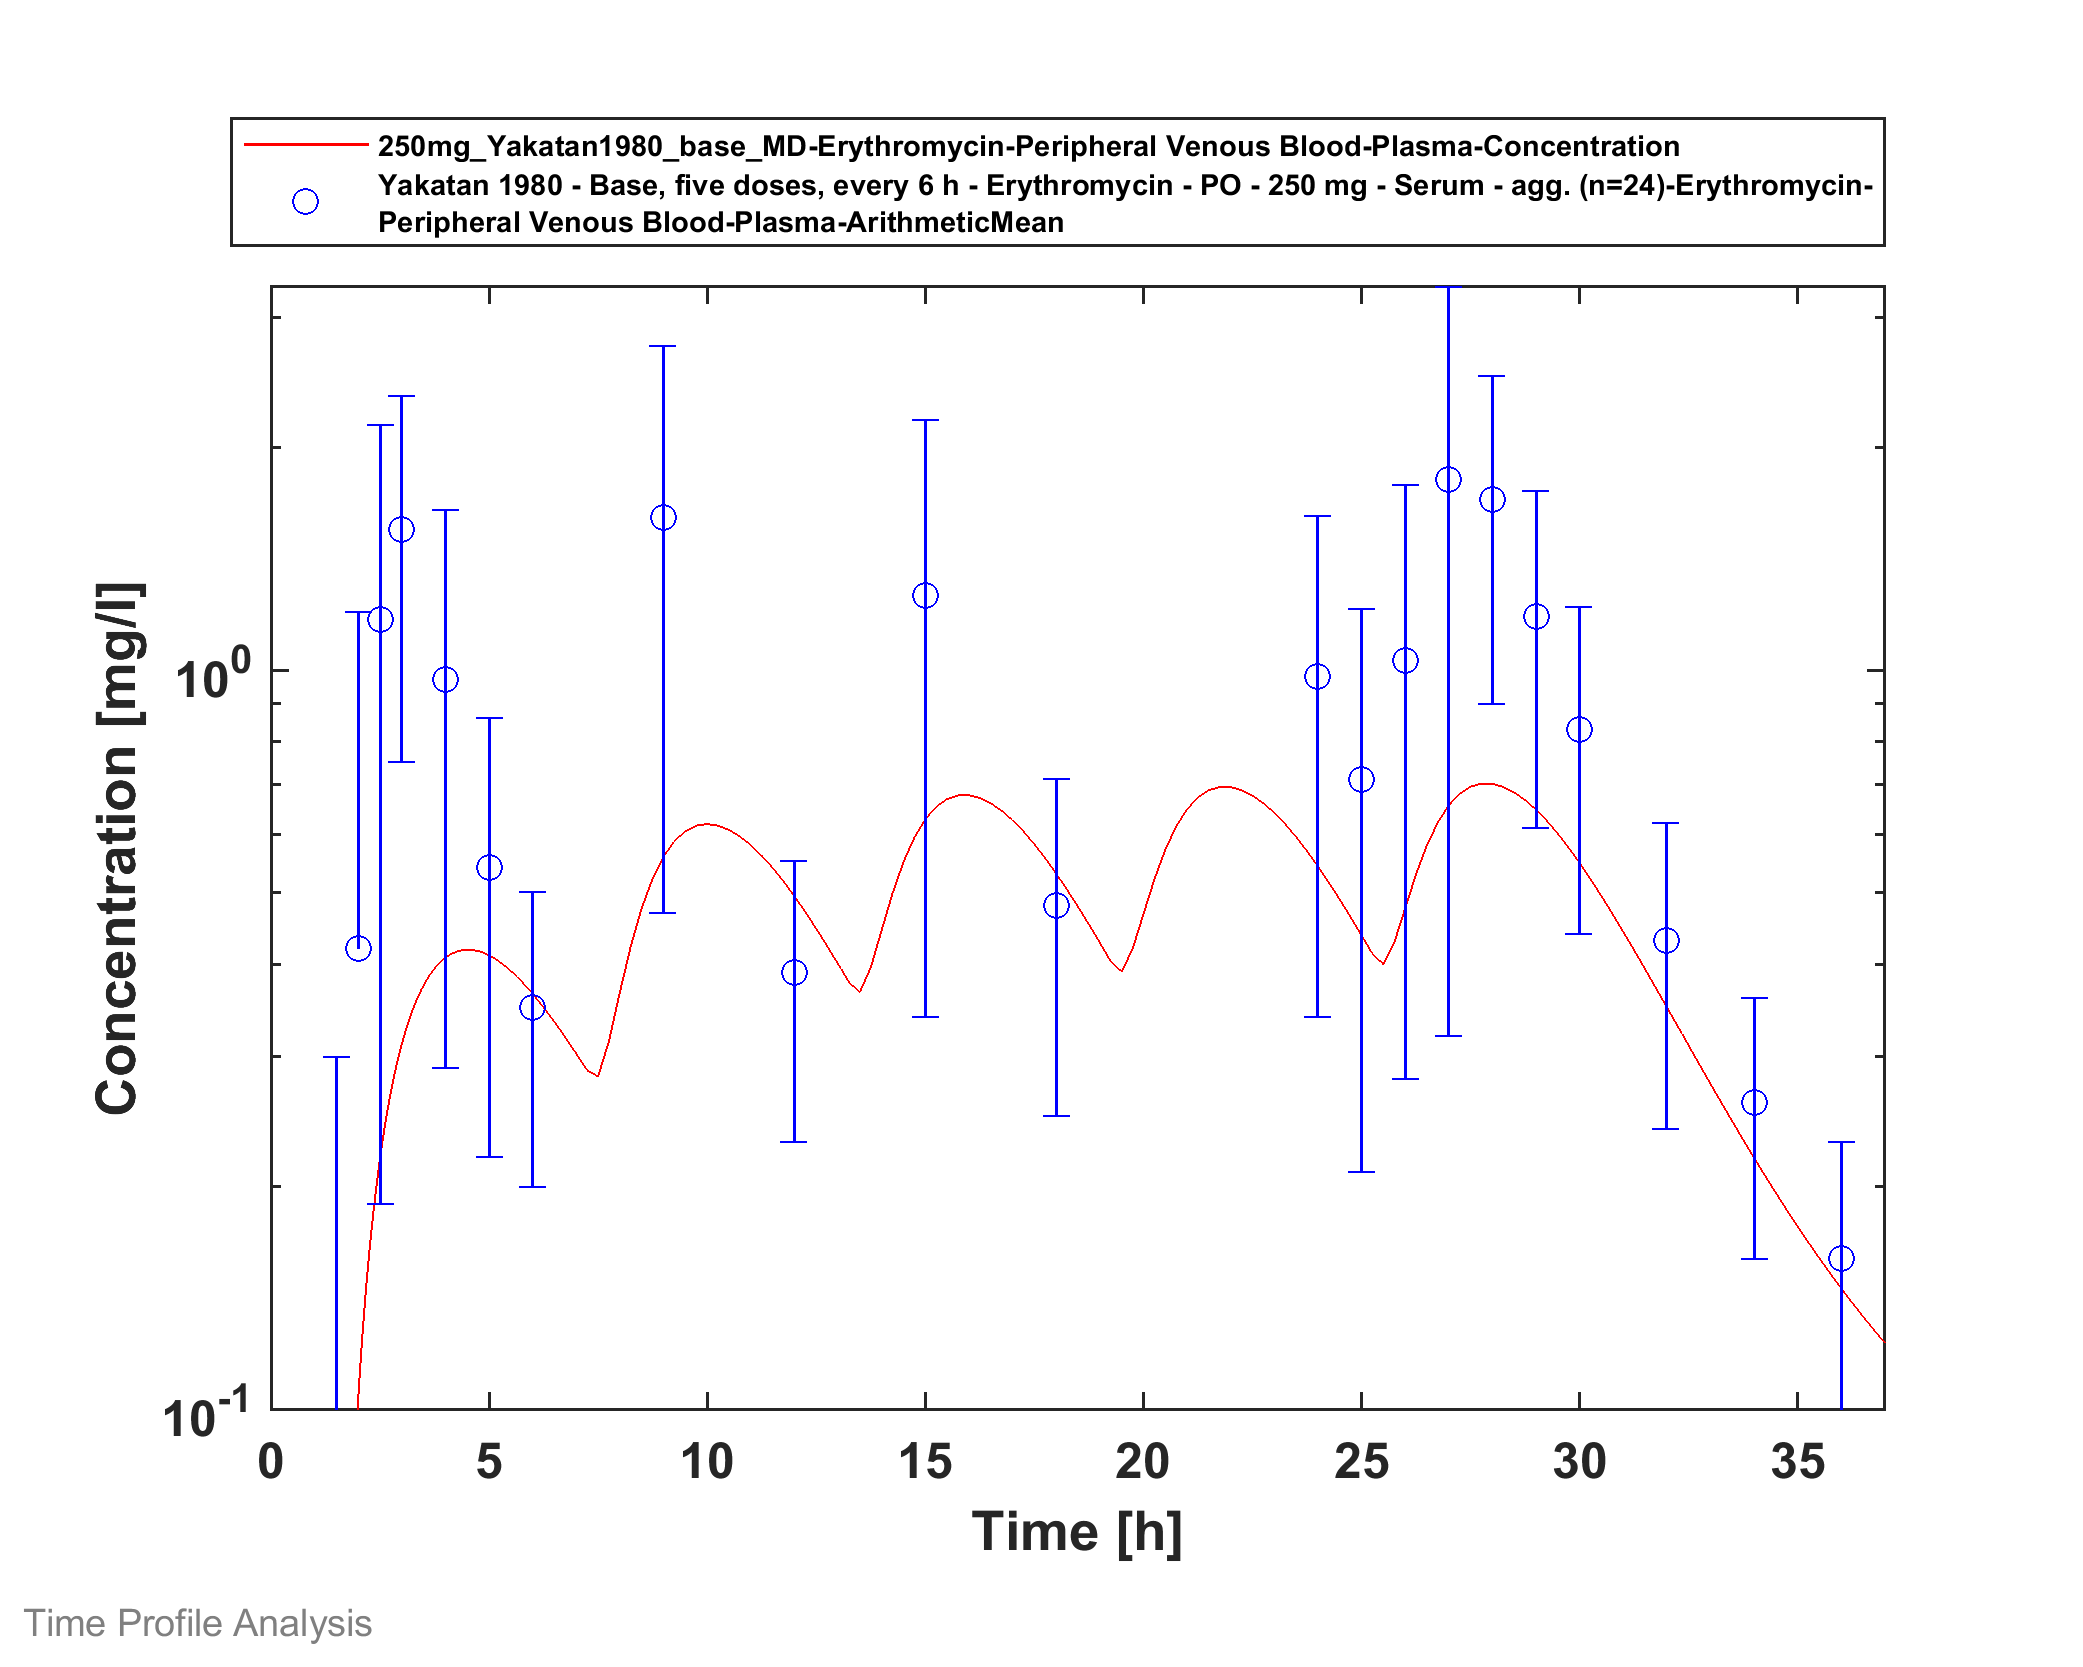 250mg_Yakatan1980_base_MD-Erythromycin-Peripheral Venous Blood-Plasma-Concentration
Yakatan 1980 - Base, five doses, every 6 h - Erythromycin - PO - 250 mg - Serum - agg. (n=24)-Erythromycin-
Peripheral Venous Blood-Plasma-ArithmeticMean
Concentration [mg/l]
10^0
10^-1
0 5 10 15 20 25 30 35
Time [h]
Time Profile Analysis